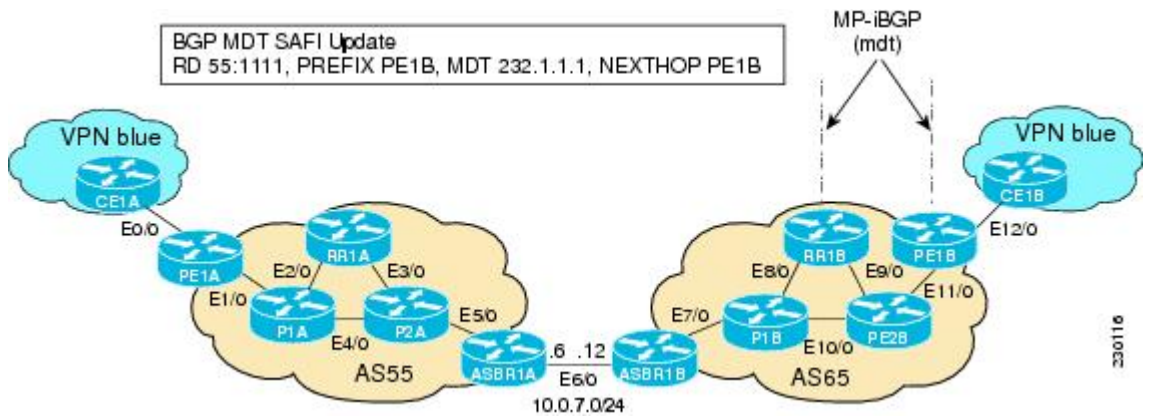 MP-iBGP
(mdt)
BGP MDT SAFI Update
RD 55:1111, PREFIX PE1B, MDT 232.1.1.1, NEXTHOP PE1B
VPN blue
VPN blue
CE1A
CE1B
E0/0
E12/0
PE1A
RR1A
RR1B
PE1B
E2/0
E3/0
E8/0
E9/0
E1/0
E11/0
P1A
P2A
E5/0
E7/0
P1B
PE2B
E4/0
E10/0
AS55
ASBR1A
.6
.12
ASBR1B
AS65
E6/0
10.0.7.0/24
230116